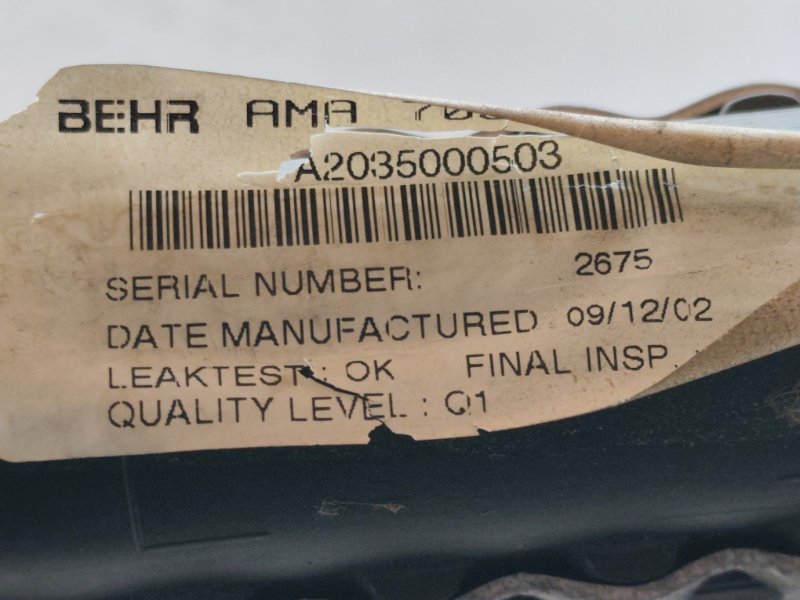 BEHR AMA
A2035000503
SERIAL NUMBER: 2675
DATE MANUFACTURED 09/12/02
LEAKTEST: OK FINAL INSP.
QUALITY LEVEL : Q1